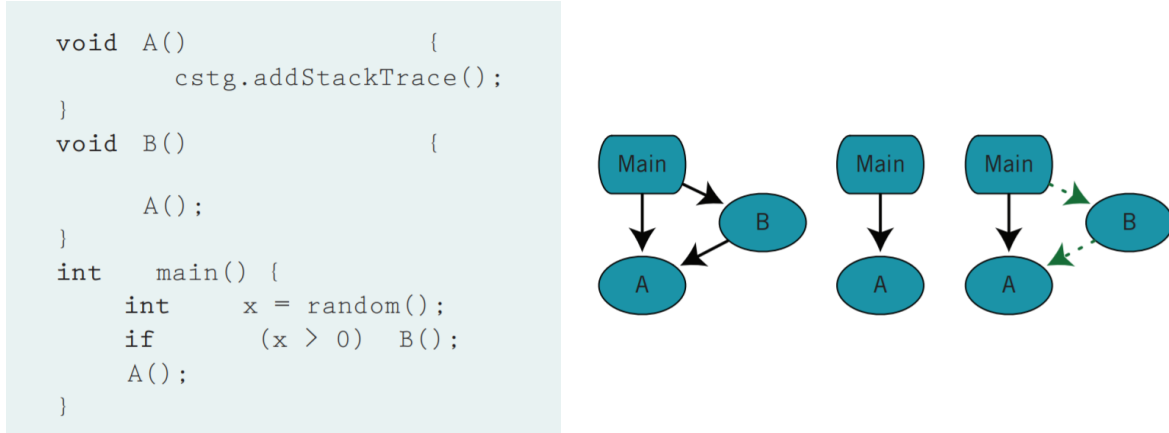 void A() {
cstg.addStackTrace();
}
void B() {
A();
}
int main() {
int x = random();
if (x > 0) B();
A();
}
Main
B
A
Main
A
Main
B
A